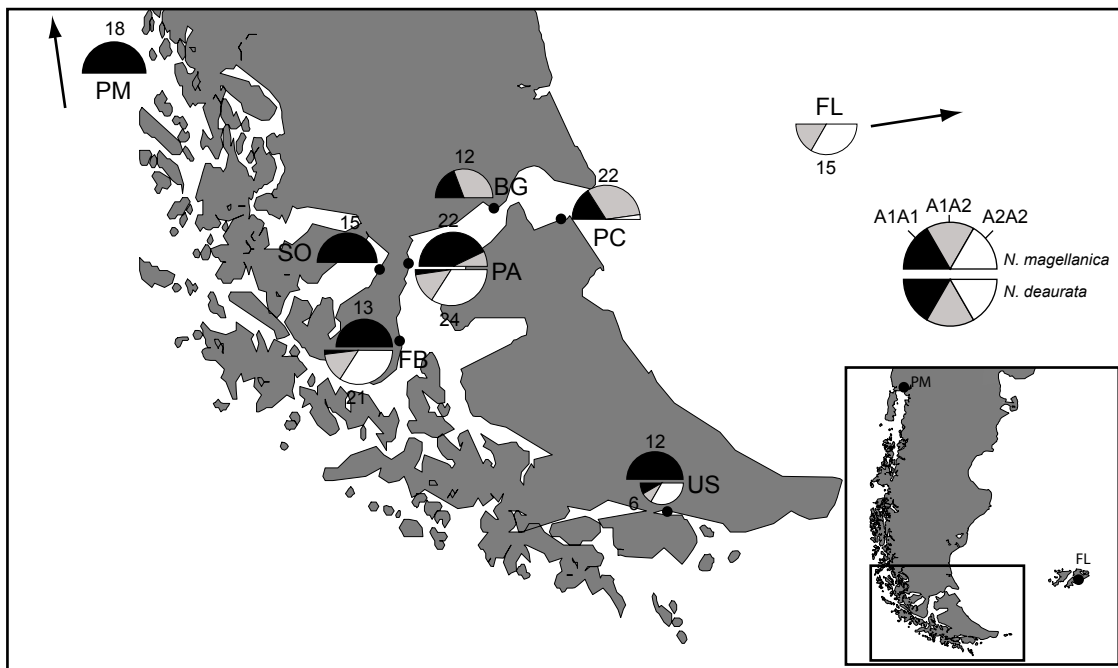 18
PM
FL
15
12
BG
22
PC
A1A1
A1A2
A2A2
N. magellanica
N. deaurata
15
SO
22
PA
24
13
FB
21
12
US
6
PM
FL